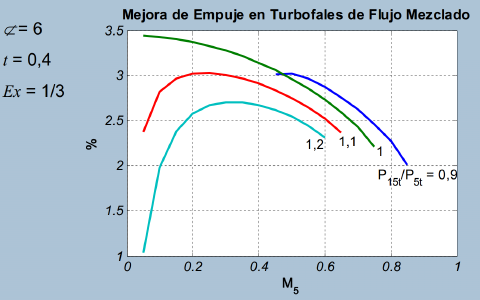 Mejora de Empuje en Turbofales de Flujo Mezclado
⊄ = 6
t = 0,4
Ex = 1/3
%
3.5
3
2.5
2
1.5
1
1,2
1,1
1
P15t/P5t = 0,9
0
0.2
0.4
0.6
0.8
1
M5